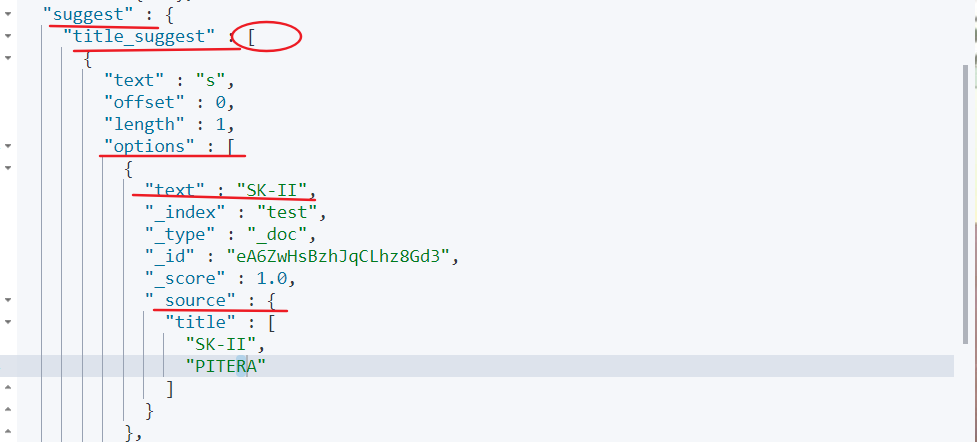 "suggest" : {
"title_suggest" : [
{
"text" : "s",
"offset" : 0,
"length" : 1,
"options" : [
{
"text" : "SK-II",
"_index" : "test",
"_type" : "_doc",
"_id" : "eA6ZwHsBzhJqCLhz8Gd3",
"_score" : 1.0,
"_source" : {
"title" : [
"SK-II",
"PITERA"
]
}
},